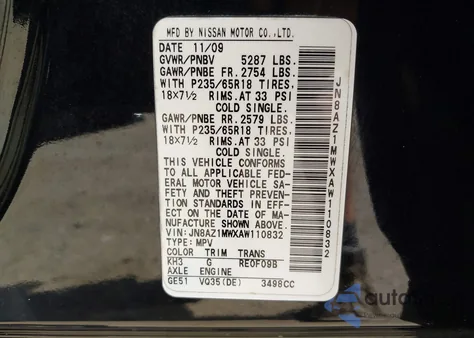 MFD BY NISSAN MOTOR CO.,LTD.
DATE 11/09
GVWR/PNBV 5287 LBS.
GAWR/PNBE FR. 2754 LBS.
WITH P235/65R18 TIRES,
18×7½ RIMS.AT 33 PSI
COLD SINGLE.
GAWR/PNBE RR. 2579 LBS.
WITH P235/65R18 TIRES,
18×7½ RIMS.AT 33 PSI
COLD SINGLE.
THIS VEHICLE CONFORMS
TO ALL APPLICABLE FED-
ERAL MOTOR VEHICLE SA-
FETY AND THEFT PREVENT-
ION STANDARDS IN EFF-
ECT ON THE DATE OF MA-
NUFACTURE SHOWN ABOVE.
VIN: JN8AZ1MWXAW110832
TYPE: MPV
COLOR TRIM TRANS
KH3 G RE0F09B
AXLE ENGINE
GE51 VQ35(DE) 3498CC
JN8AZ1MWXAW110832